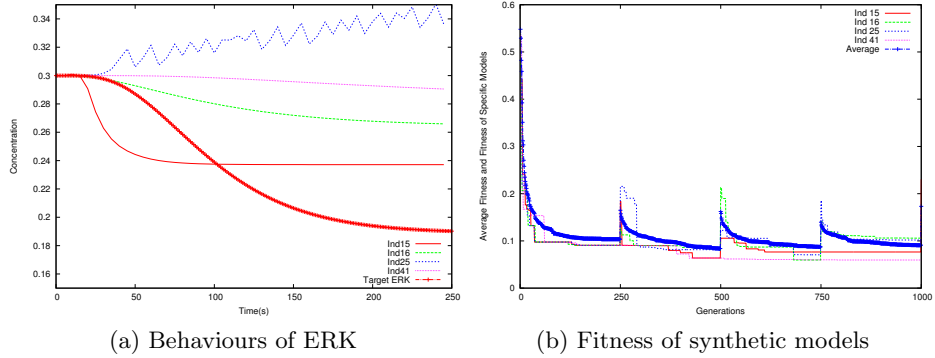 0.34
0.32
0.3
0.28
0.26
0.24
0.22
0.2
0.18
0.16
Concentration
0
50
100
150
200
250
Time(s)
Ind15
Ind16
Ind25
Ind41
Target ERK
(a) Behaviours of ERK
0.6
0.5
0.4
0.3
0.2
0.1
0
Average Fitness and Fitness of Specific Models
0
250
500
750
1000
Generations
Ind 15
Ind 16
Ind 25
Ind 41
Average
(b) Fitness of synthetic models